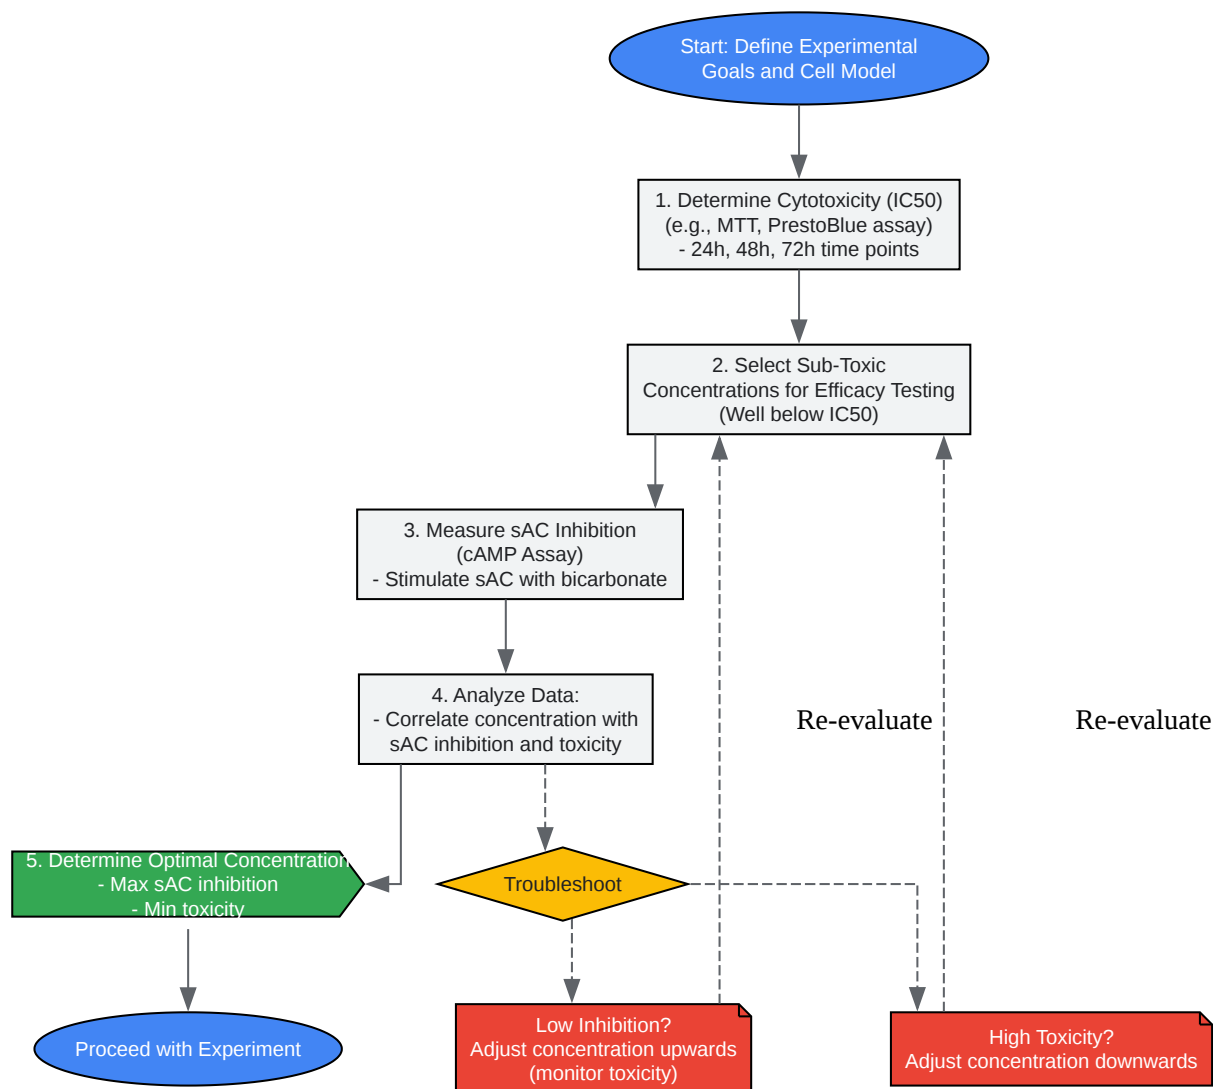 Start: Define Experimental
Goals and Cell Model
1. Determine Cytotoxicity (IC50)
(e.g., MTT, PrestoBlue assay)
- 24h, 48h, 72h time points
2. Select Sub-Toxic
Concentrations for Efficacy Testing
(Well below IC50)
3. Measure sAC Inhibition
(cAMP Assay)
- Stimulate sAC with bicarbonate
4. Analyze Data:
- Correlate concentration with
sAC inhibition and toxicity
Re-evaluate
Re-evaluate
5. Determine Optimal Concentration
- Max sAC inhibition
- Min toxicity
Troubleshoot
Proceed with Experiment
Low Inhibition?
Adjust concentration upwards
(monitor toxicity)
High Toxicity?
Adjust concentration downwards